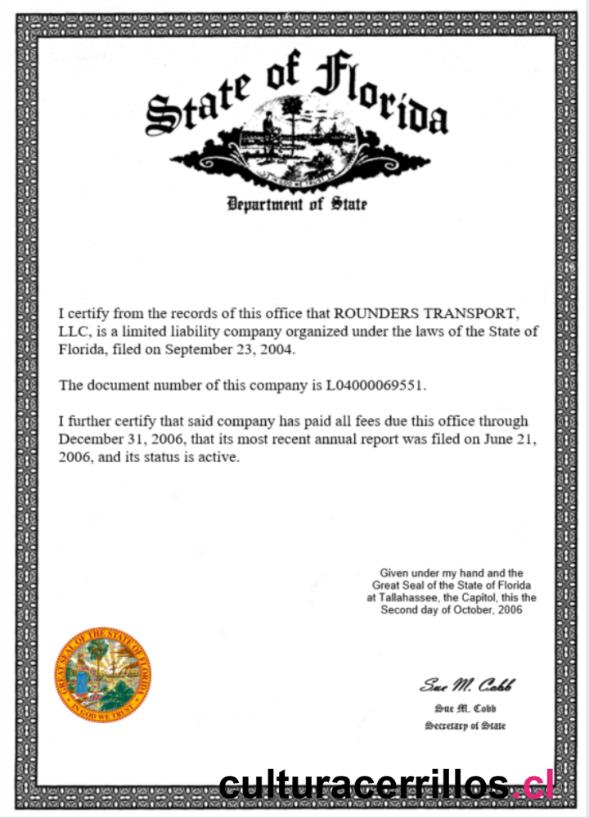 State of Florida
IN GOD WE TRUST
Department of State
I certify from the records of this office that ROUNDERS TRANSPORT,
LLC, is a limited liability company organized under the laws of the State of
Florida, filed on September 23, 2004.
The document number of this company is L04000069551.
I further certify that said company has paid all fees due this office through
December 31, 2006, that its most recent annual report was filed on June 21,
2006, and its status is active.
Given under my hand and the
Great Seal of the State of Florida
at Tallahassee, the Capitol, this the
Second day of October, 2006
GREAT SEAL OF THE STATE OF FLORIDA
IN GOD WE TRUST
Sue M. Cobb
Sue M. Cobb
Secretary of State
culturacerrillos.cl